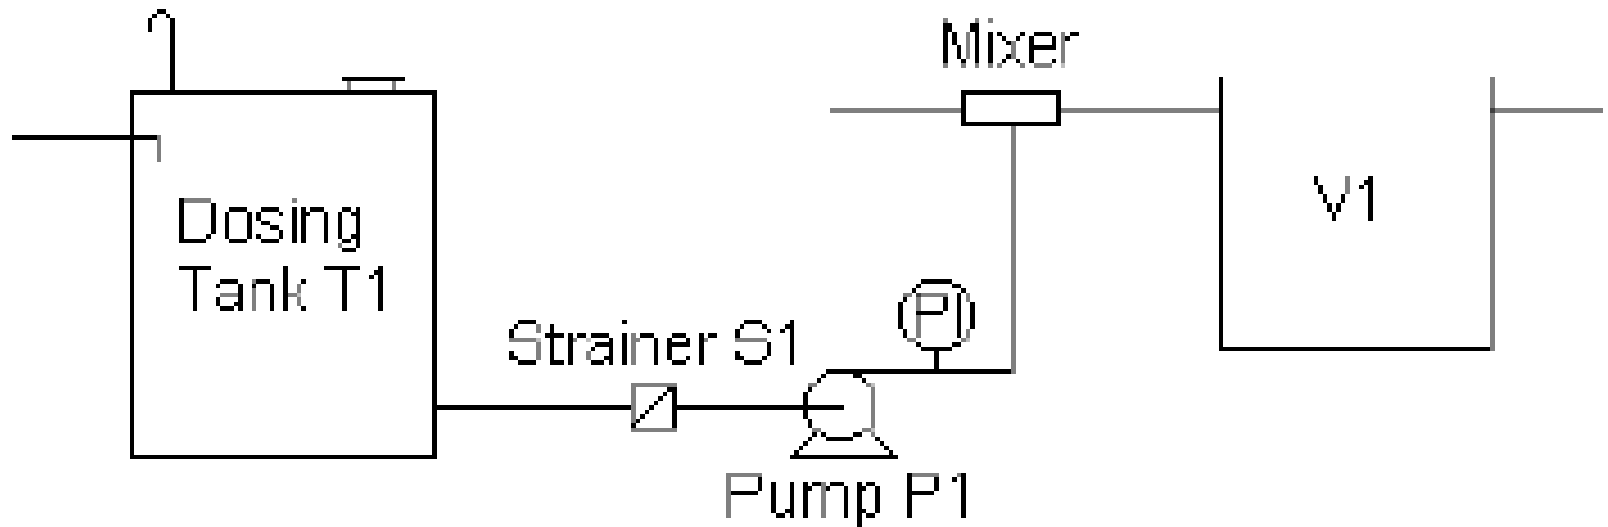 Mixer
Dosing
Tank T1
V1
Strainer S1
PI
Pump P1